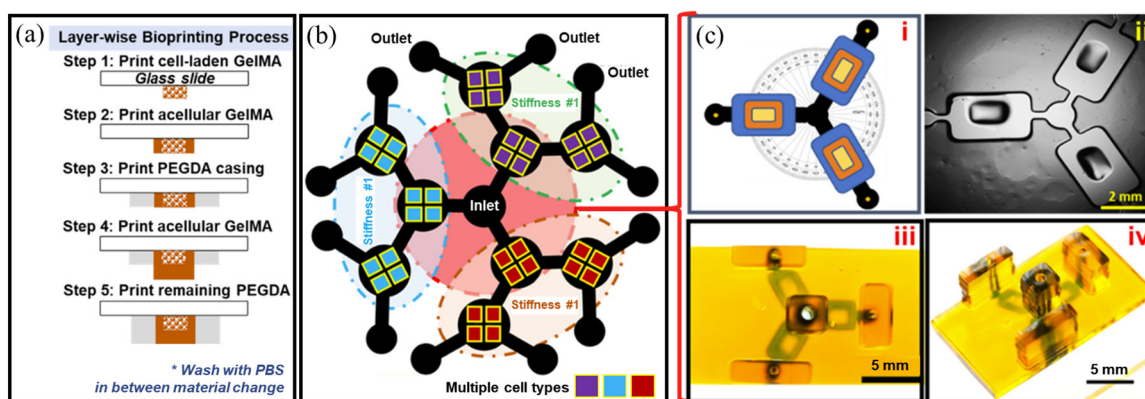 (a)
Layer-wise Bioprinting Process
Step 1: Print cell-laden GelMA
Glass slide
Step 2: Print acellular GelMA
Step 3: Print PEGDA casing
Step 4: Print acellular GelMA
Step 5: Print remaining PEGDA
* Wash with PBS
in between material change
(b)
Outlet
Outlet
Outlet
Stiffness #1
Stiffness #1
Inlet
Stiffness #1
Multiple cell types
(c)
i
ii
2 mm
iii
5 mm
iv
5 mm